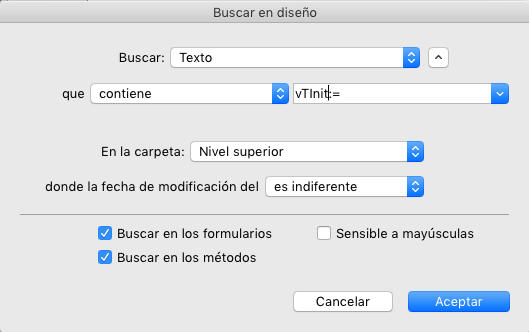 Buscar en diseño
Buscar: Texto
que contiene vTInit:=
En la carpeta: Nivel superior
donde la fecha de modificación del es indiferente
Buscar en los formularios Sensible a mayúsculas
Buscar en los métodos
Cancelar Aceptar